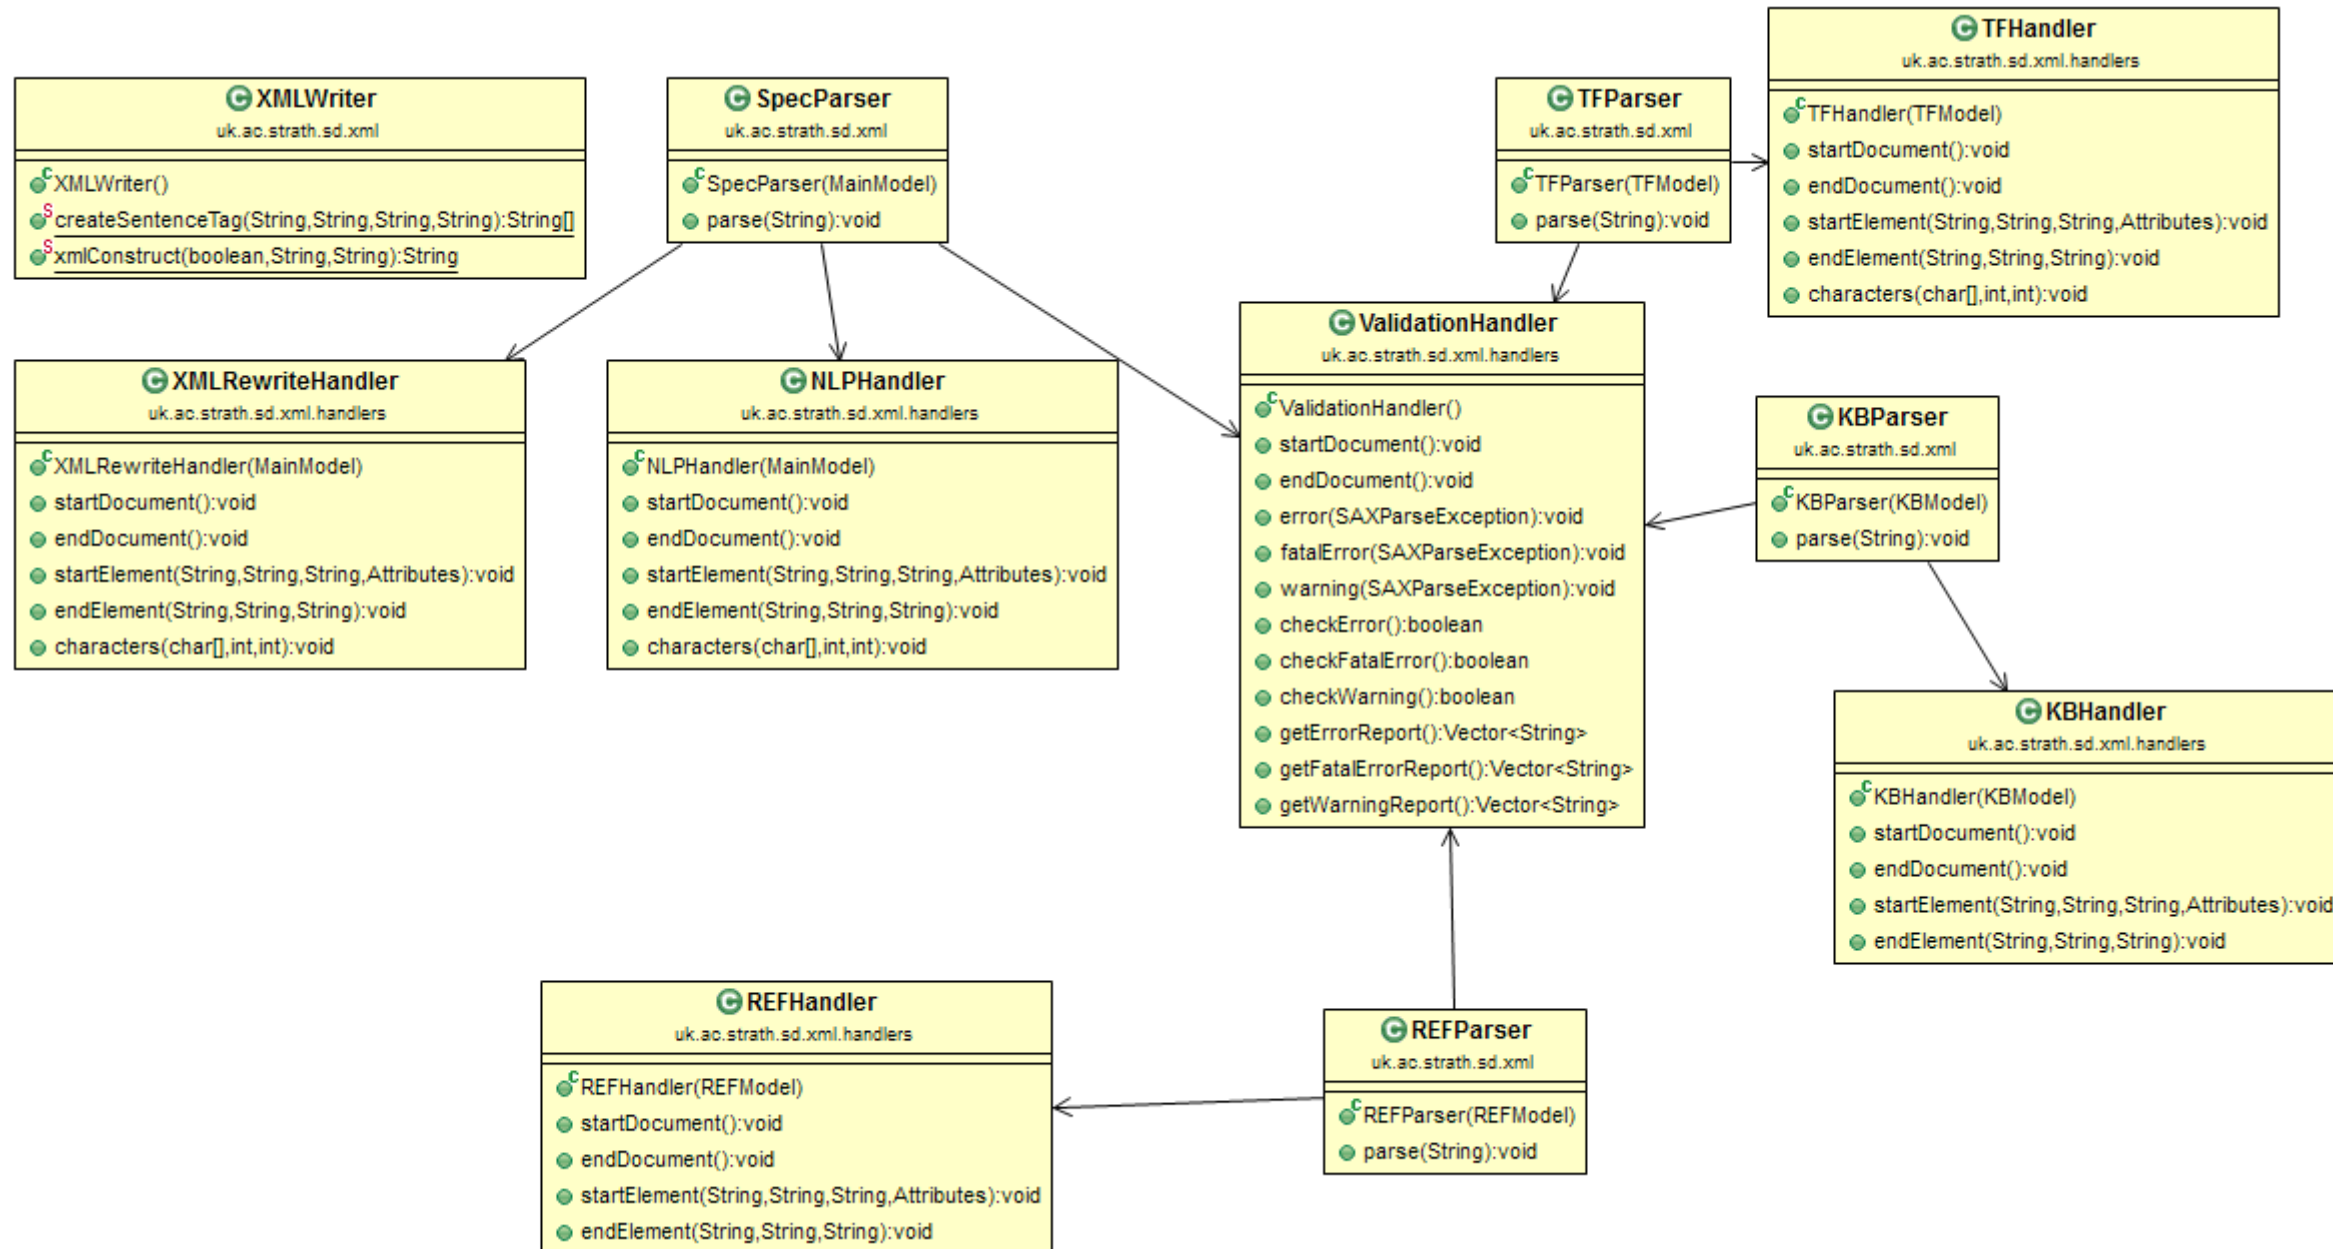 XMLWriter
uk.ac.strath.sd.xml
XMLWriter()
createSentenceTag(String,String,String,String):String[]
xmlConstruct(boolean,String,String):String
SpecParser
uk.ac.strath.sd.xml
SpecParser(MainModel)
parse(String):void
TFParser
uk.ac.strath.sd.xml
TFParser(TFModel)
parse(String):void
TFHandler
uk.ac.strath.sd.xml.handlers
TFHandler(TFModel)
startDocument():void
endDocument():void
startElement(String,String,String,Attributes):void
endElement(String,String,String):void
characters(char[],int,int):void
XMLRewriteHandler
uk.ac.strath.sd.xml.handlers
XMLRewriteHandler(MainModel)
startDocument():void
endDocument():void
startElement(String,String,String,Attributes):void
endElement(String,String,String):void
characters(char[],int,int):void
NLPHandler
uk.ac.strath.sd.xml.handlers
NLPHandler(MainModel)
startDocument():void
endDocument():void
startElement(String,String,String,Attributes):void
endElement(String,String,String):void
characters(char[],int,int):void
ValidationHandler
uk.ac.strath.sd.xml.handlers
ValidationHandler()
startDocument():void
endDocument():void
error(SAXParseException):void
fatalError(SAXParseException):void
warning(SAXParseException):void
checkError():boolean
checkFatalError():boolean
checkWarning():boolean
getErrorReport():Vector<String>
getFatalErrorReport():Vector<String>
getWarningReport():Vector<String>
KBParser
uk.ac.strath.sd.xml
KBParser(KBModel)
parse(String):void
KBHandler
uk.ac.strath.sd.xml.handlers
KBHandler(KBModel)
startDocument():void
endDocument():void
startElement(String,String,String,Attributes):void
endElement(String,String,String):void
REFHandler
uk.ac.strath.sd.xml.handlers
REFHandler(REFModel)
startDocument():void
endDocument():void
startElement(String,String,String,Attributes):void
endElement(String,String,String):void
REFParser
uk.ac.strath.sd.xml
REFParser(REFModel)
parse(String):void